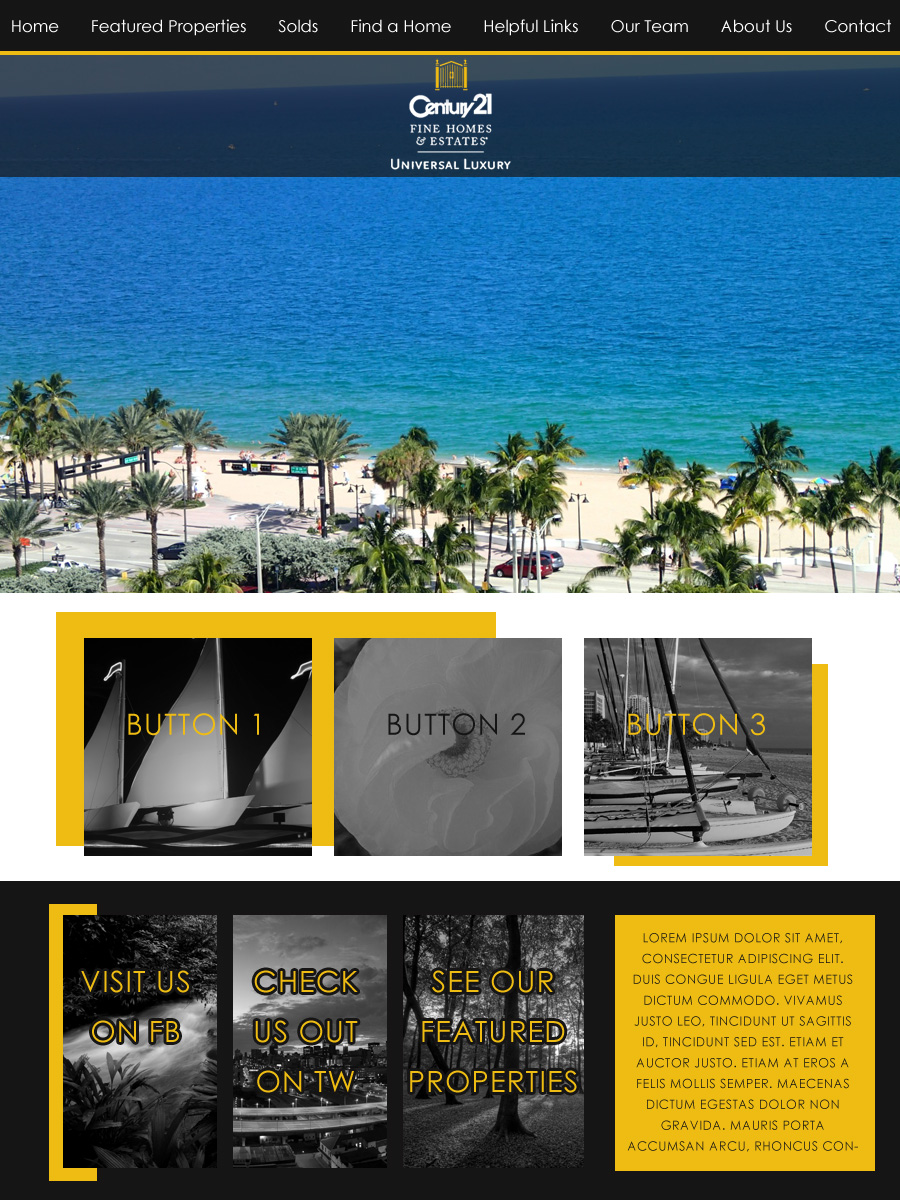 Home Featured Properties Solds Find a Home Helpful Links Our Team About Us Contact
Century 21
FINE HOMES
& ESTATES
UNIVERSAL LUXURY
BUTTON 1
BUTTON 2
BUTTON 3
VISIT US
ON FB
CHECK
US OUT
ON TW
SEE OUR
FEATURED
PROPERTIES
LOREM IPSUM DOLOR SIT AMET,
CONSECTETUR ADIPISCING ELIT.
DUIS CONGUE LIGULA EGET METUS
DICTUM COMMODO. VIVAMUS
JUSTO LEO, TINCIDUNT UT SAGITTIS
ID, TINCIDUNT SED EST. ETIAM ET
AUCTOR JUSTO. ETIAM AT EROS A
FELIS MOLLIS SEMPER. MAECENAS
DICTUM EGESTAS DOLOR NON
GRAVIDA. MAURIS PORTA
ACCUMSAN ARCU, RHONCUS CON-